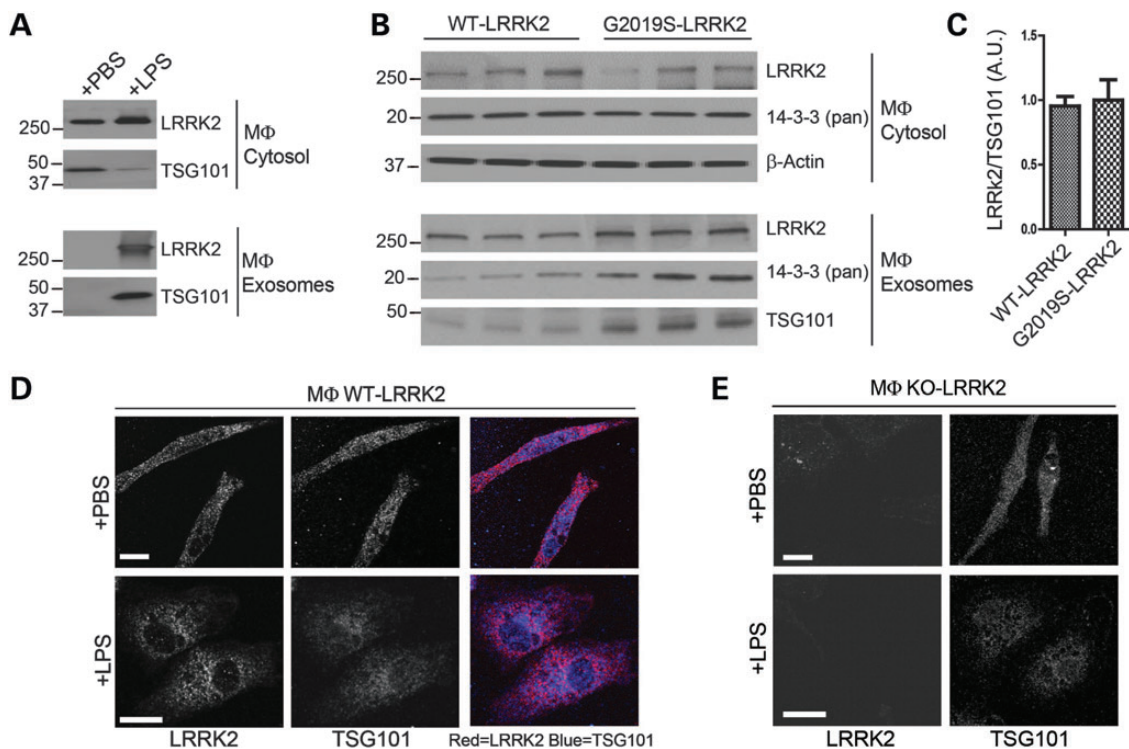 A
+PBS
+LPS
250
LRRK2
50
37
TSG101
MΦ
Cytosol
250
LRRK2
50
37
TSG101
MΦ
Exosomes
B
WT-LRRK2
G2019S-LRRK2
250
LRRK2
20
14-3-3 (pan)
37
β-Actin
MΦ
Cytosol
250
LRRK2
20
14-3-3 (pan)
50
TSG101
MΦ
Exosomes
C
LRRk2/TSG101 (A.U.)
1.5
1.0
0.5
0.0
WT-LRRK2
G2019S-LRRK2
D
MΦ WT-LRRK2
+PBS
+LPS
LRRK2
TSG101
Red=LRRK2 Blue=TSG101
E
MΦ KO-LRRK2
+PBS
+LPS
LRRK2
TSG101